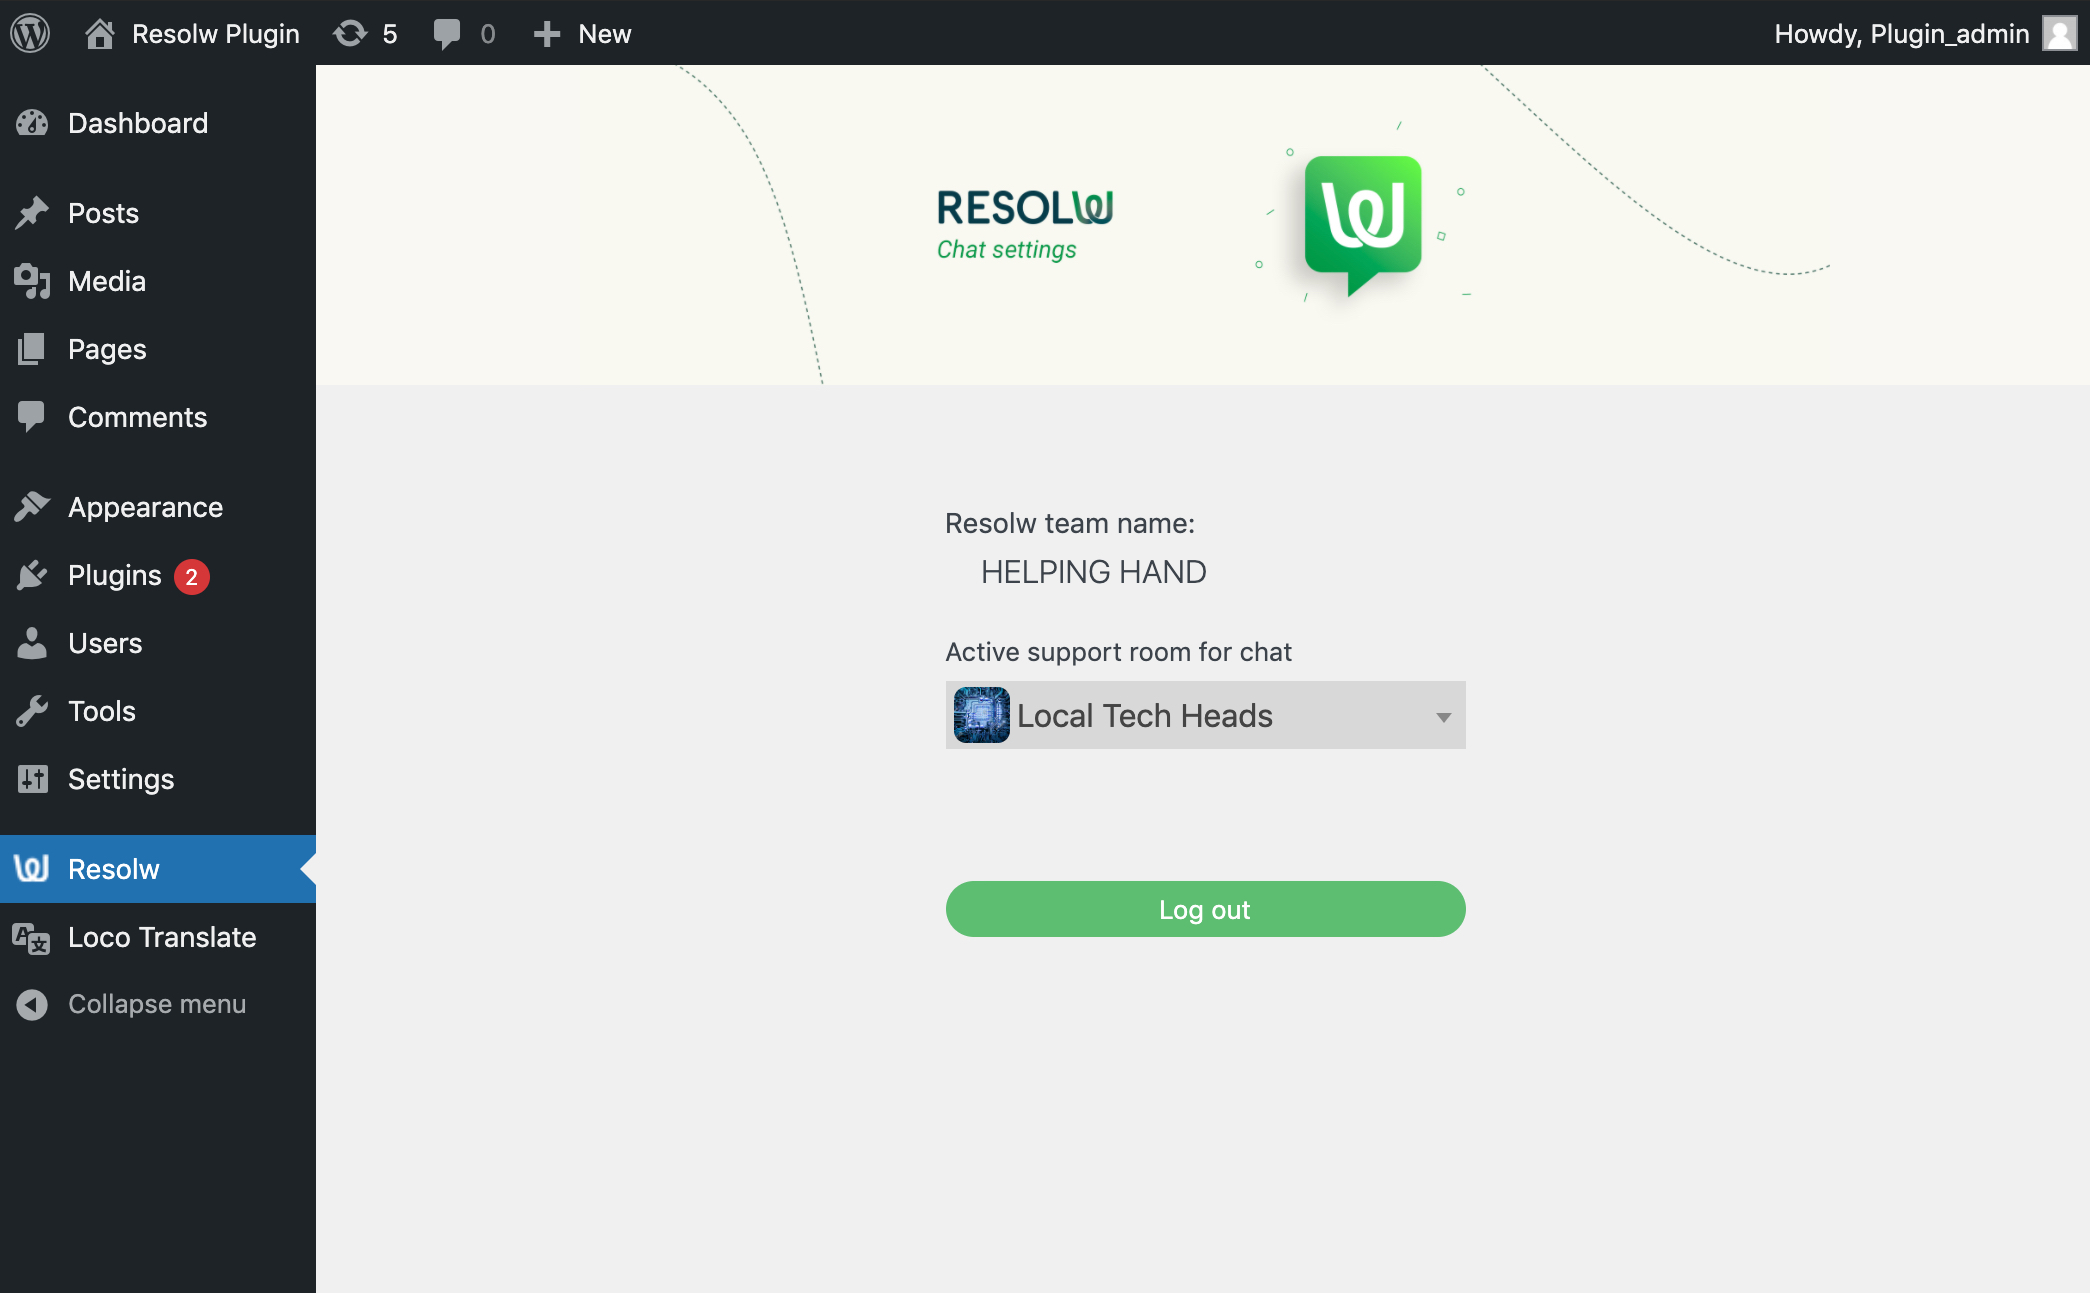 Resolw Plugin
5
0
New
Howdy, Plugin_admin
Dashboard
Posts
Media
Pages
Comments
Appearance
Plugins 2
Users
Tools
Settings
Resolw
Loco Translate
Collapse menu
RESOLW
Chat settings
Resolw team name:
HELPING HAND
Active support room for chat
Local Tech Heads
Log out